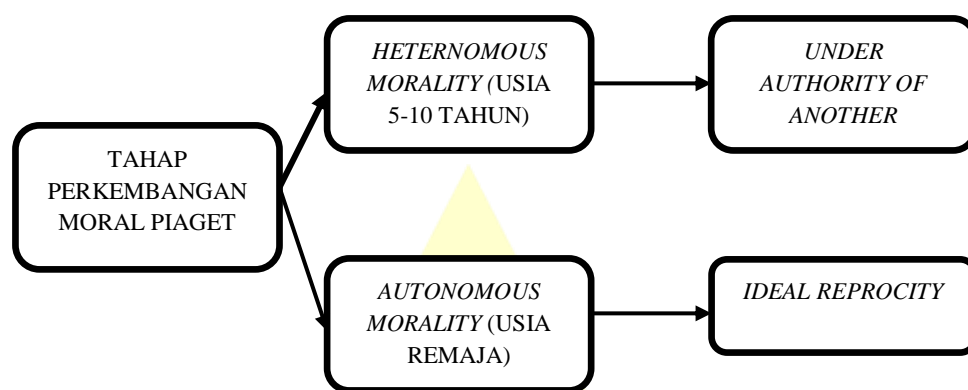 TAHAP
PERKEMBANGAN
MORAL PIAGET
HETERNOMOUS
MORALITY (USIA
5-10 TAHUN)
UNDER
AUTHORITY OF
ANOTHER
AUTONOMOUS
MORALITY (USIA
REMAJA)
IDEAL REPROCITY